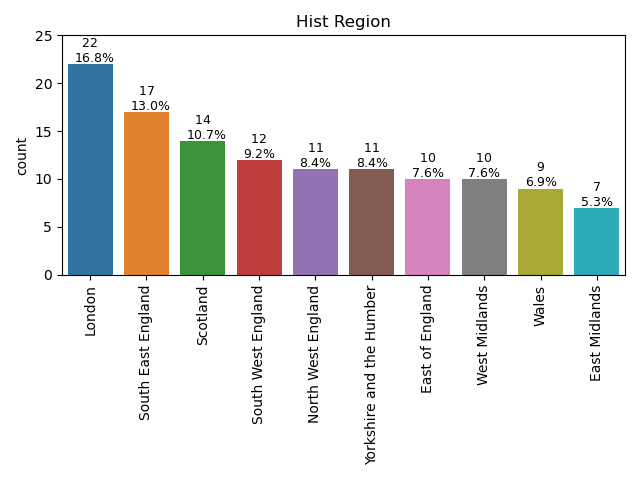 Hist Region
count
25
20
15
10
5
0
22
16.8%
17
13.0%
14
10.7%
12
9.2%
11
8.4%
11
8.4%
10
7.6%
10
7.6%
9
6.9%
7
5.3%
London
South East England
Scotland
South West England
North West England
Yorkshire and the Humber
East of England
West Midlands
Wales
East Midlands